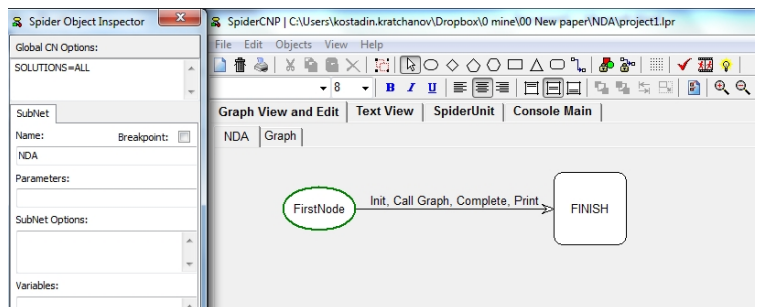 Spider Object Inspector
Global CN Options:
SOLUTIONS=ALL
SubNet
Name:
Breakpoint:
NDA
Parameters:
SubNet Options:
Variables:
SpiderCNP | C:\Users\kostadin.kratchanov\Dropbox\0 mine\00 New paper\NDA\project1.lpr
File Edit Objects View Help
8 B I U
Graph View and Edit Text View SpiderUnit Console Main
NDA Graph
FirstNode
Init, Call Graph, Complete, Print
FINISH